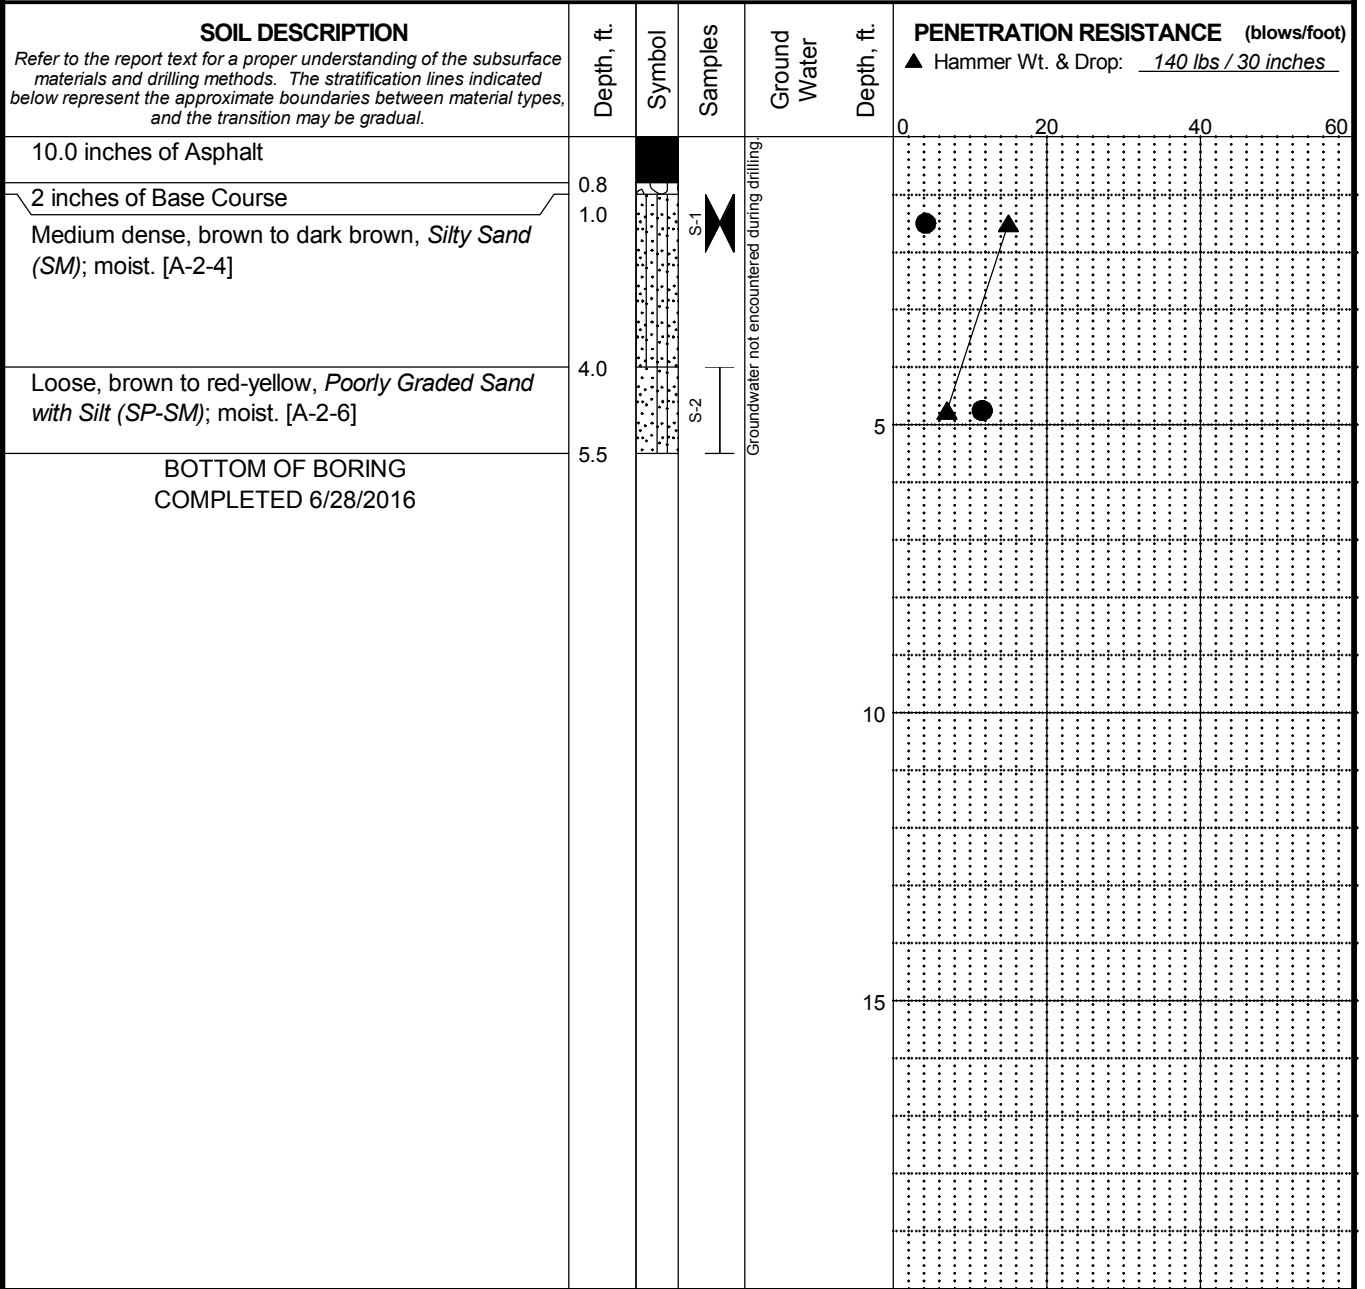 SOIL DESCRIPTION
Refer to the report text for a proper understanding of the subsurface
materials and drilling methods. The stratification lines indicated
below represent the approximate boundaries between material types,
and the transition may be gradual.
Depth, ft.
Symbol
Samples
Ground
Water
Depth, ft.
PENETRATION RESISTANCE (blows/foot)
▲ Hammer Wt. & Drop: 140 lbs / 30 inches
0 20 40 60
10.0 inches of Asphalt
0.8
2 inches of Base Course
1.0
Medium dense, brown to dark brown, Silty Sand
(SM); moist. [A-2-4]
S-1
4.0
Loose, brown to red-yellow, Poorly Graded Sand
with Silt (SP-SM); moist. [A-2-6]
S-2
5.5
Groundwater not encountered during drilling.
BOTTOM OF BORING
COMPLETED 6/28/2016
5
10
15